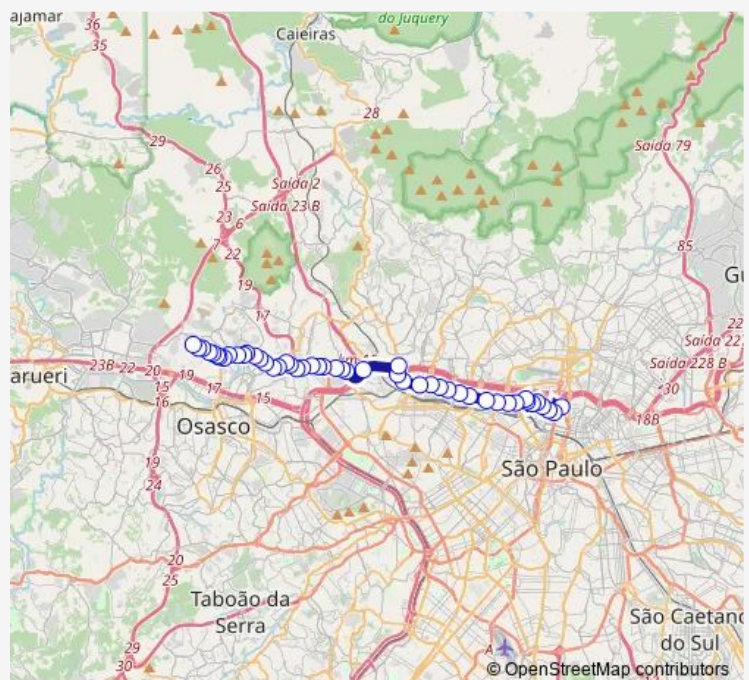 ajamar
36
35
do Juquery
Caieiras
28
29
26
25
Saída 2
Saída 23 B
Saída 79
23
6
7
22
19
17
85
Gu
22
Saída 22
Saída 228 B
arueri
23B
22
20
19
17
15
15
16
30
18B
Osasco
São Paulo
19
24
20
25
Taboão da
Serra
29
30
São Caetano
do Sul
A
© OpenStreetMap contributors